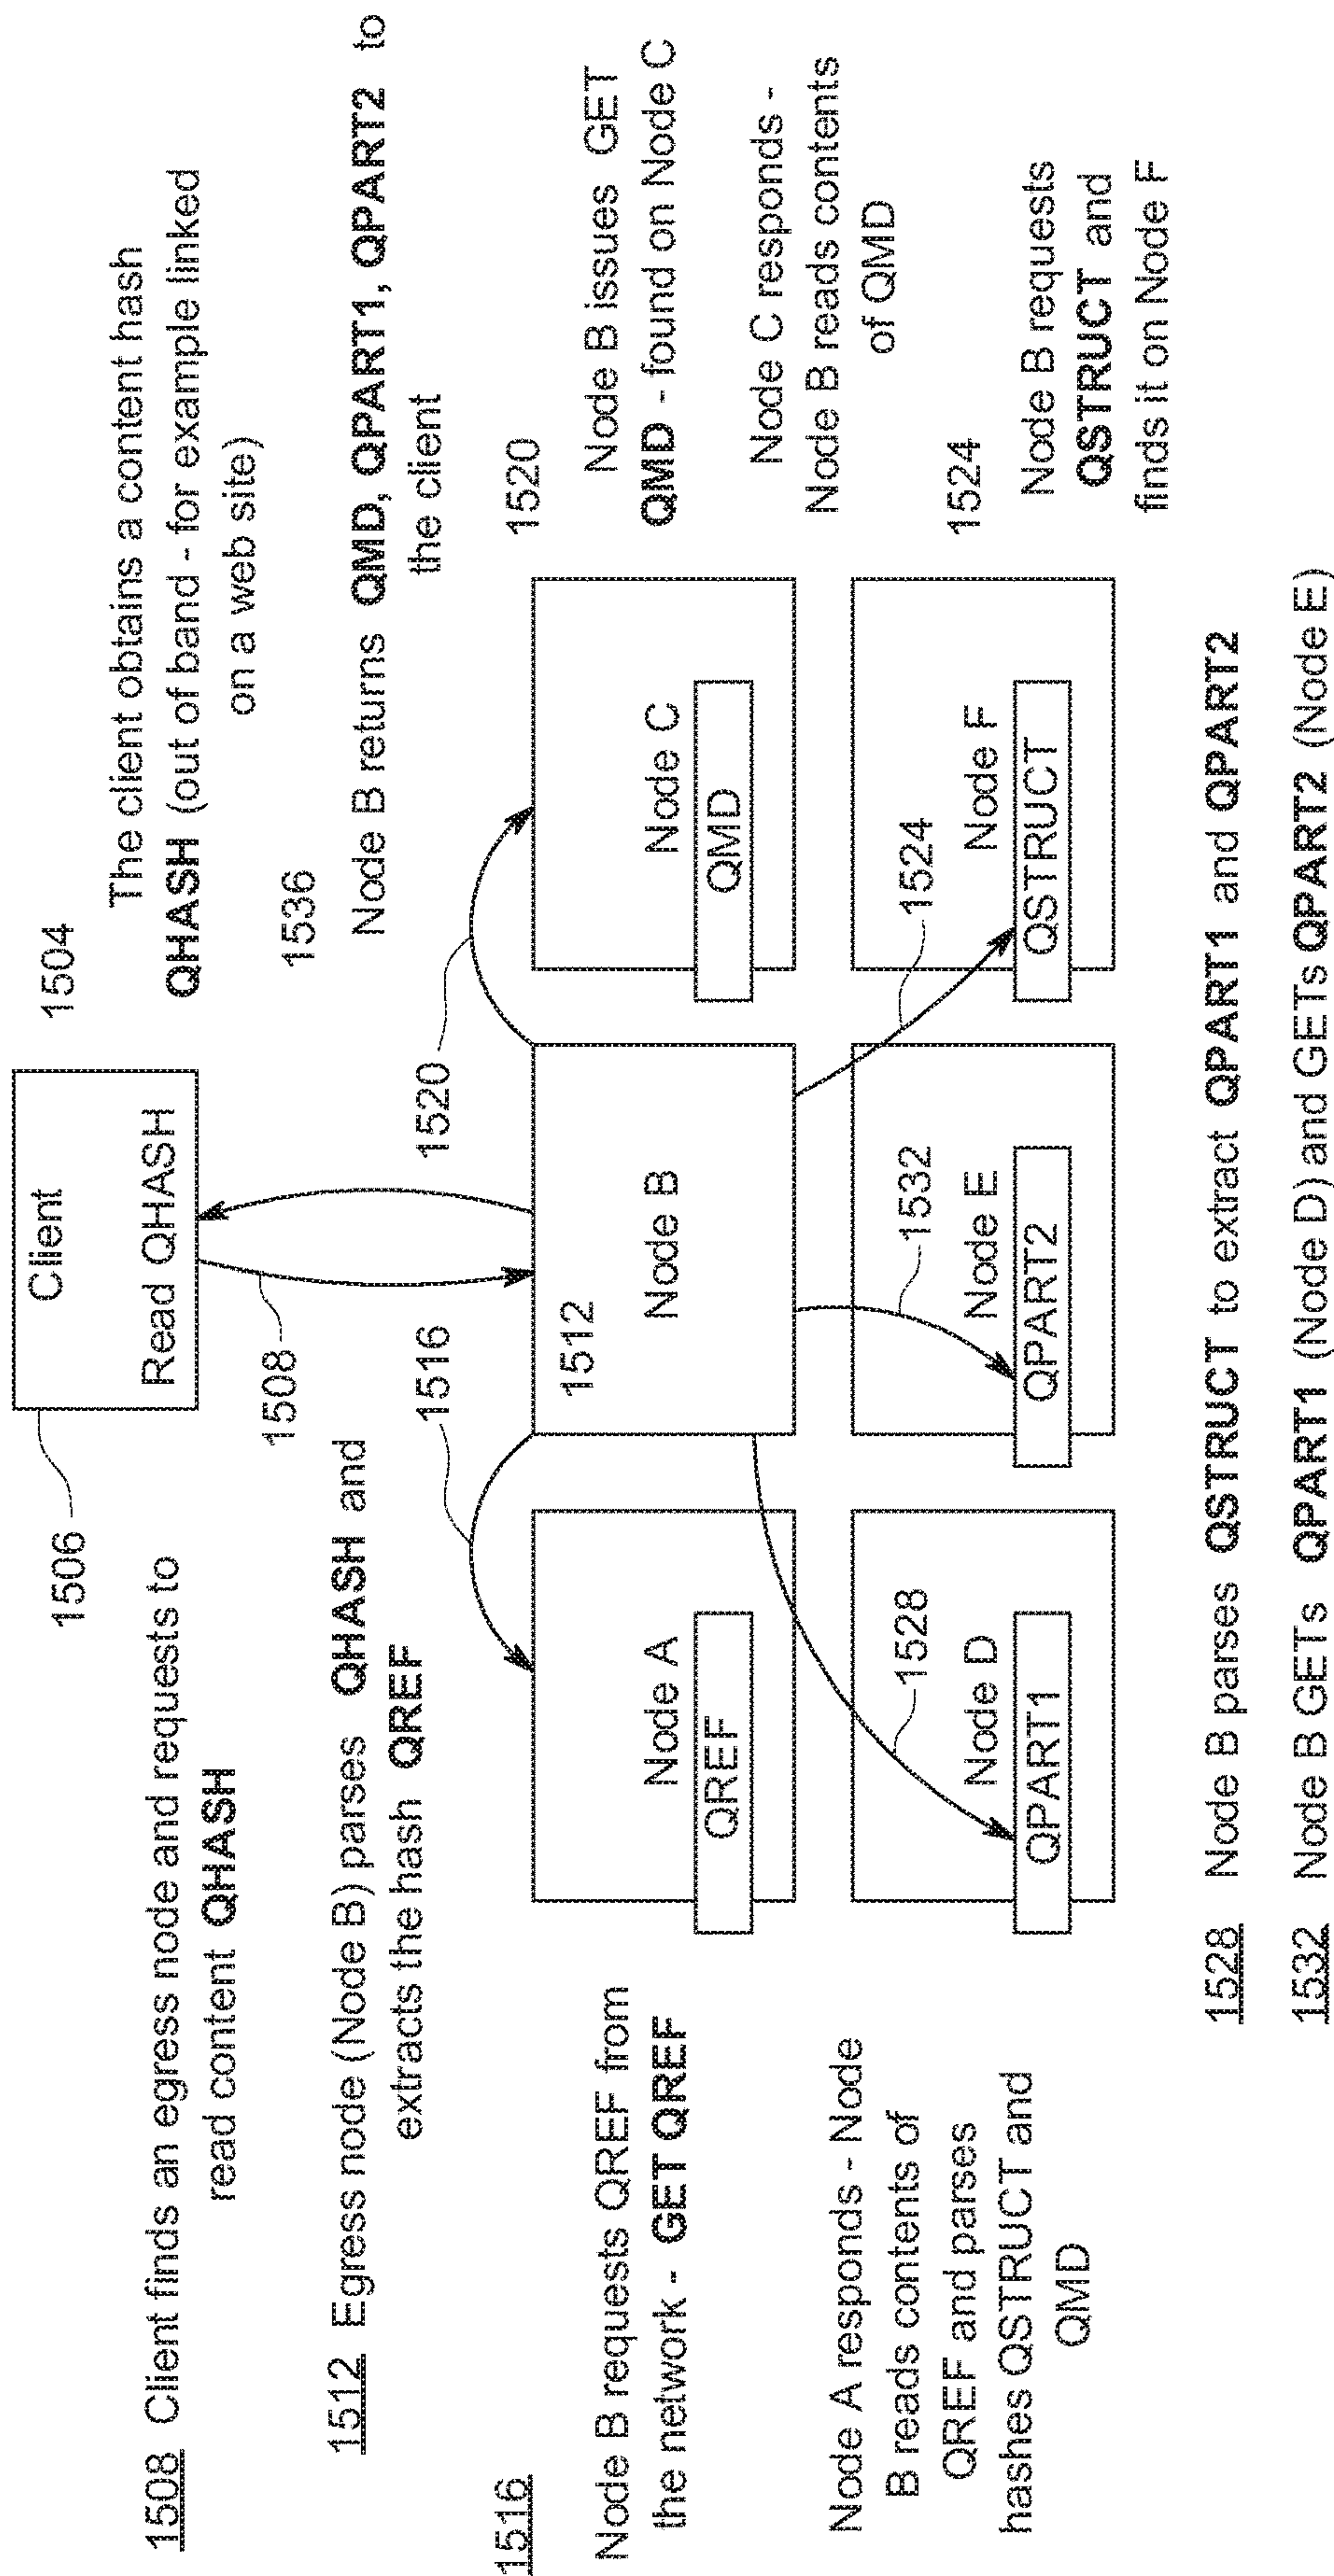 1504
The client obtains a content hash
QHASH (out of band - for example linked
on a web site)
1506
Client
Read QHASH
1508 Client finds an egress node and requests to
read content QHASH
1508
1536
Node B returns QMD, QPART1, QPART2 to
the client
1512 Egress node (Node B) parses QHASH and
extracts the hash QREF
1516
1520
1516
Node B requests QREF from
the network - GET QREF
Node A responds - Node
B reads contents of
QREF and parses
hashes QSTRUCT and
QMD
Node A
QREF
1512
Node B
Node C
QMD
1520
Node B issues GET
QMD - found on Node C
Node C responds -
Node B reads contents
of QMD
1528
Node D
QPART1
1532
Node E
QPART2
1524
Node F
QSTRUCT
1524
Node B requests
QSTRUCT and
finds it on Node F
1528 Node B parses QSTRUCT to extract QPART1 and QPART2
1532 Node B GETs QPART1 (Node D) and GETs QPART2 (Node E)